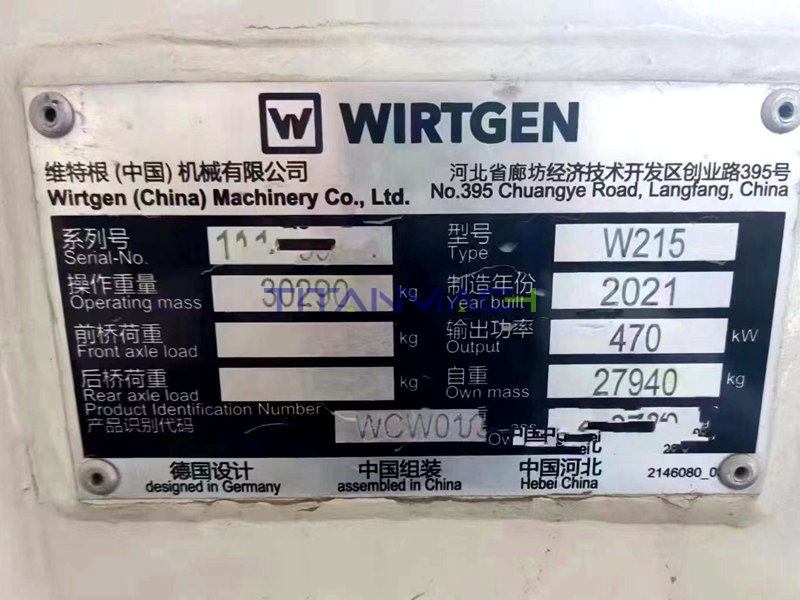 W WIRTGEN
维特根 (中国) 机械有限公司 河北省廊坊经济技术开发区创业路395号
Wirtgen (China) Machinery Co., Ltd. No.395 Chuangye Road, Langfang, China
系列号 型号 W215
Serial-No. Type
操作重量 30290 kg 制造年份 2021
Operating mass Year built
TITANMACH
前桥荷重 kg 输出功率 470 kW
Front axle load Output
后桥荷重 kg 自重 27940 kg
Rear axle load Own mass
Product Identification Number
产品识别代码 WCW01
德国设计 中国组装 中国河北
designed in Germany assembled in China Hebei China 2146080_0